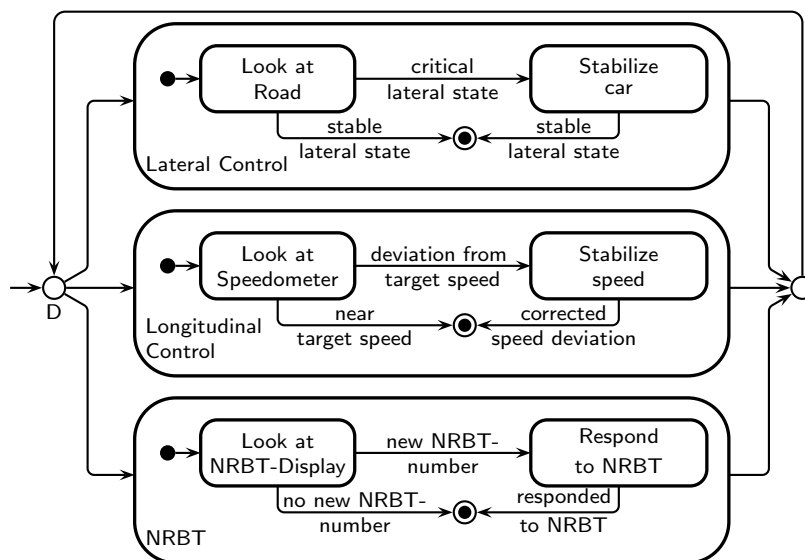 Look at
Road
critical
lateral state
Stabilize
car
stable
lateral state
stable
lateral state
Lateral Control
Look at
Speedometer
deviation from
target speed
Stabilize
speed
near
target speed
corrected
speed deviation
Longitudinal
Control
D
Look at
NRBT-Display
new NRBT-
number
Respond
to NRBT
no new NRBT-
number
responded
to NRBT
NRBT